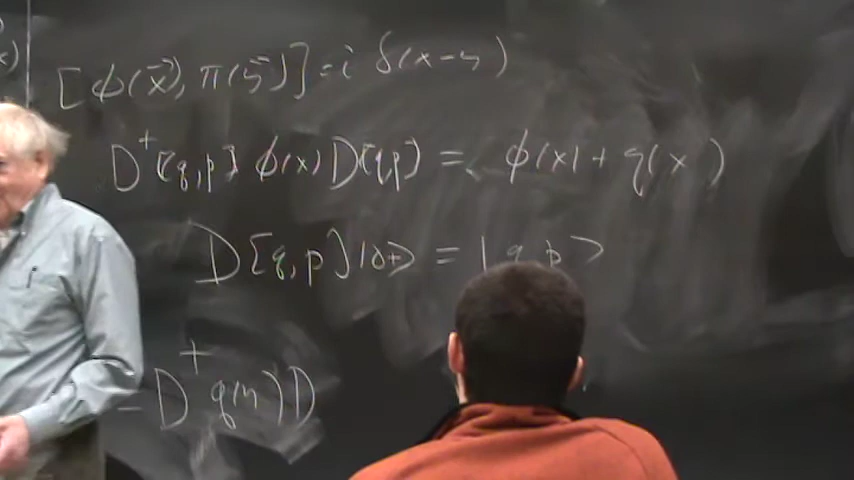 x)
[ϕ(x⃗), π(y⃗)] = i δ(x-y)
D⁺[q,p] ϕ(x) D[q,p] = ϕ(x) + q(x)
D[q,p] |0> = |q p>
= D⁺ q(n) D